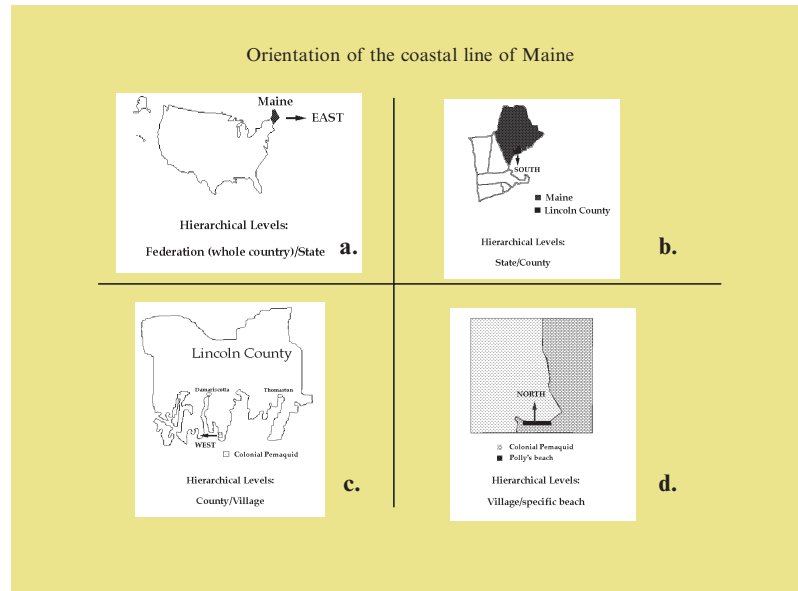 Orientation of the coastal line of Maine
Maine
EAST
Hierarchical Levels:
Federation (whole country)/State
a.
SOUTH
Maine
Lincoln County
Hierarchical Levels:
State/County
b.
Lincoln County
Damariscotta
Thomaston
WEST
Colonial Pemaquid
Hierarchical Levels:
County/Village
c.
NORTH
Colonial Pemaquid
Polly's beach
Hierarchical Levels:
Village/specific beach
d.